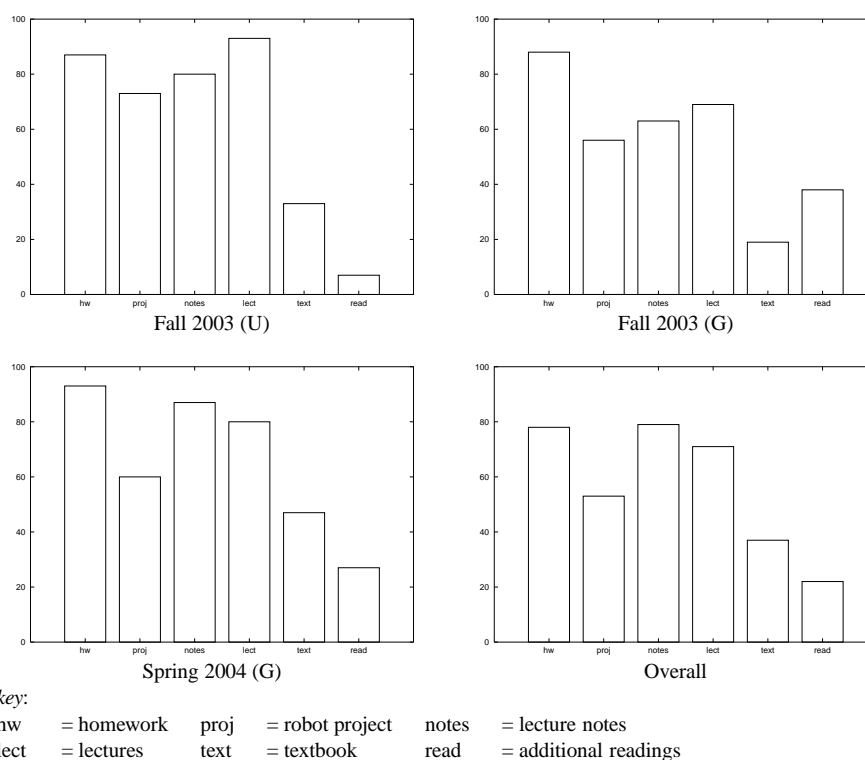 100
80
60
40
20
0
hw proj notes lect text read
Fall 2003 (U)
100
80
60
40
20
0
hw proj notes lect text read
Fall 2003 (G)
100
80
60
40
20
0
hw proj notes lect text read
Spring 2004 (G)
100
80
60
40
20
0
hw proj notes lect text read
Overall
key:
hw = homework proj = robot project notes = lecture notes
lect = lectures text = textbook read = additional readings